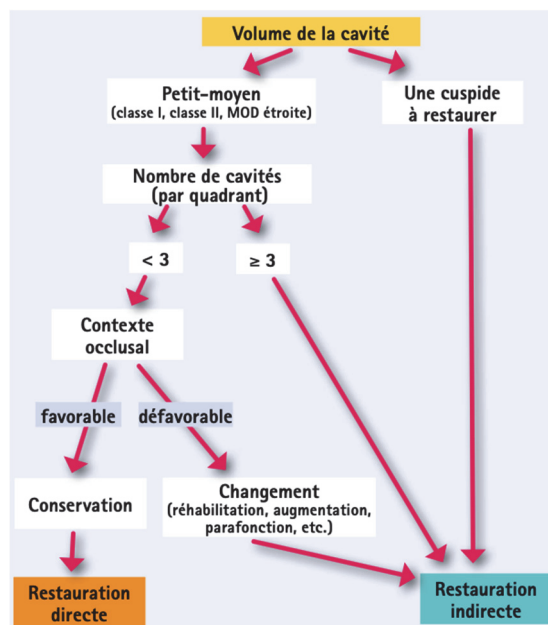 Volume de la cavité
Petit-moyen
(classe I, classe II, MOD étroite)
Une cuspide
à restaurer
Nombre de cavités
(par quadrant)
< 3
≥ 3
Contexte
occlusal
favorable
défavorable
Conservation
Changement
(réhabilitation, augmentation,
parafonction, etc.)
Restauration
directe
Restauration
indirecte